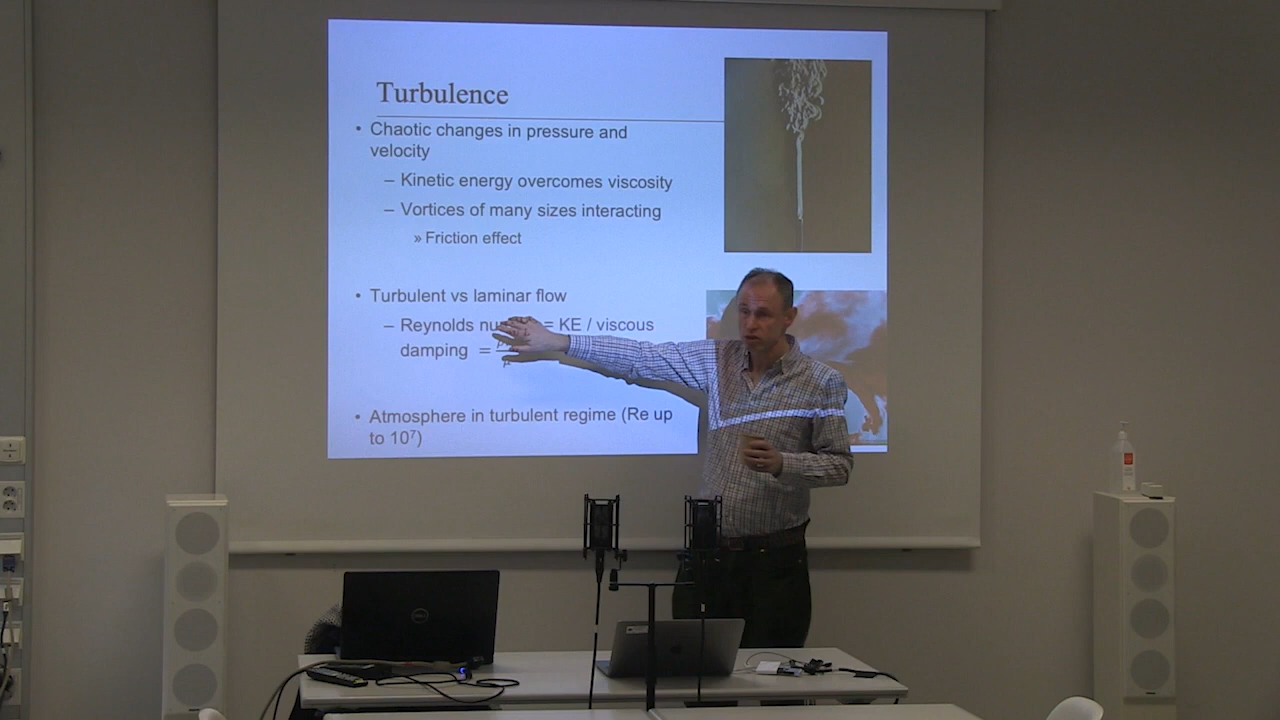 Turbulence
• Chaotic changes in pressure and
velocity
– Kinetic energy overcomes viscosity
– Vortices of many sizes interacting
» Friction effect
• Turbulent vs laminar flow
– Reynolds = KE / viscous
damping =
• Atmosphere in turbulent regime (Re up
to 10⁷)
DELL